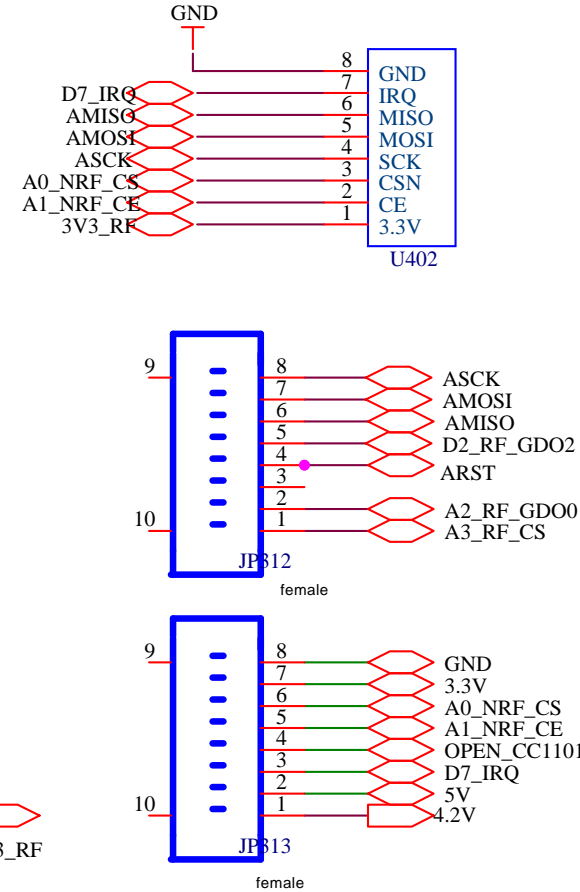 GND
8 GND
D7_IRQ 7 IRQ
AMISO 6 MISO
AMOSI 5 MOSI
ASCK 4 SCK
A0_NRF_CS 3 CSN
A1_NRF_CE 2 CE
3V3_RF 1 3.3V
U402
9 8 ASCK
7 AMOSI
6 AMISO
5 D2_RF_GDO2
4 ARST
3
2 A2_RF_GDO0
10 1 A3_RF_CS
JP312
female
9 8 GND
7 3.3V
6 A0_NRF_CS
5 A1_NRF_CE
4 OPEN_CC1101
3 D7_IRQ
2 5V
10 1 4.2V
3_RF
JP313
female